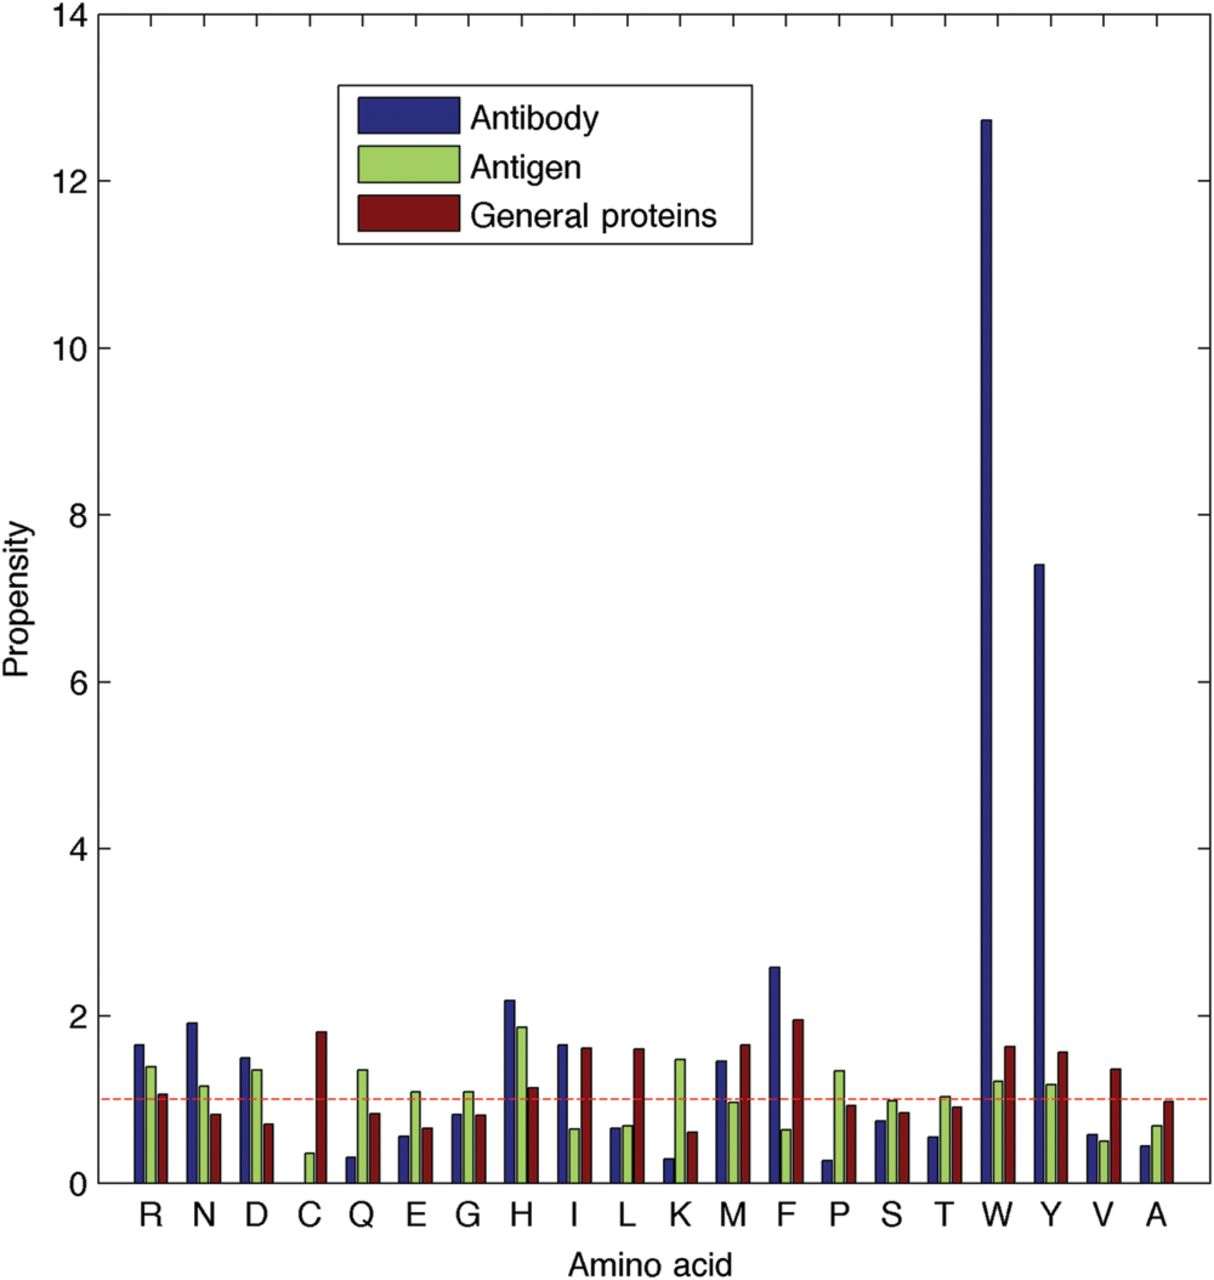 14
12
10
8
6
4
2
0
Propensity
Antibody
Antigen
General proteins
R N D C Q E G H I L K M F P S T W Y V A
Amino acid